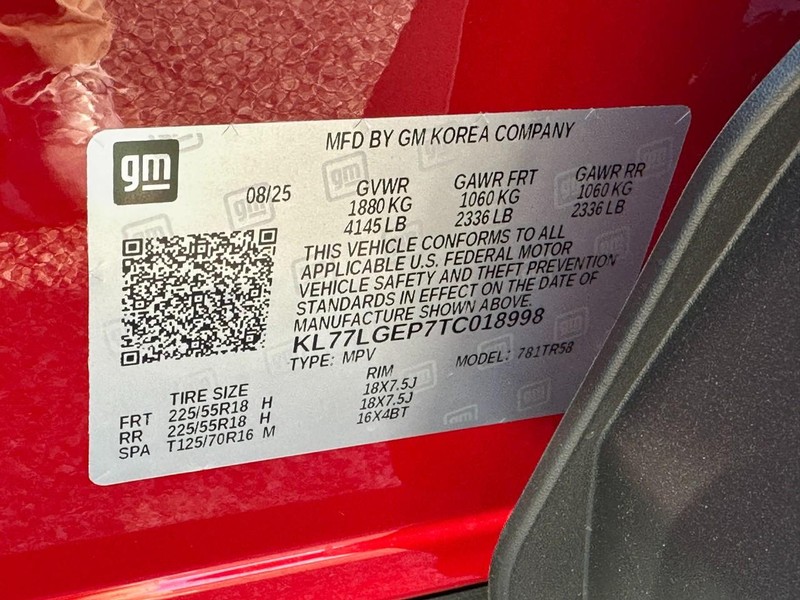 gm
MFD BY GM KOREA COMPANY
08/25
GVWR
1880 KG
4145 LB
GAWR FRT
1060 KG
2336 LB
GAWR RR
1060 KG
2336 LB
THIS VEHICLE CONFORMS TO ALL
APPLICABLE U.S. FEDERAL MOTOR
VEHICLE SAFETY AND THEFT PREVENTION
STANDARDS IN EFFECT ON THE DATE OF
MANUFACTURE SHOWN ABOVE.
KL77LGEP7TC018998
TYPE: MPV MODEL: 781TR58
TIRE SIZE RIM
FRT 225/55R18 H 18X7.5J
RR 225/55R18 H 18X7.5J
SPA T125/70R16 M 16X4BT